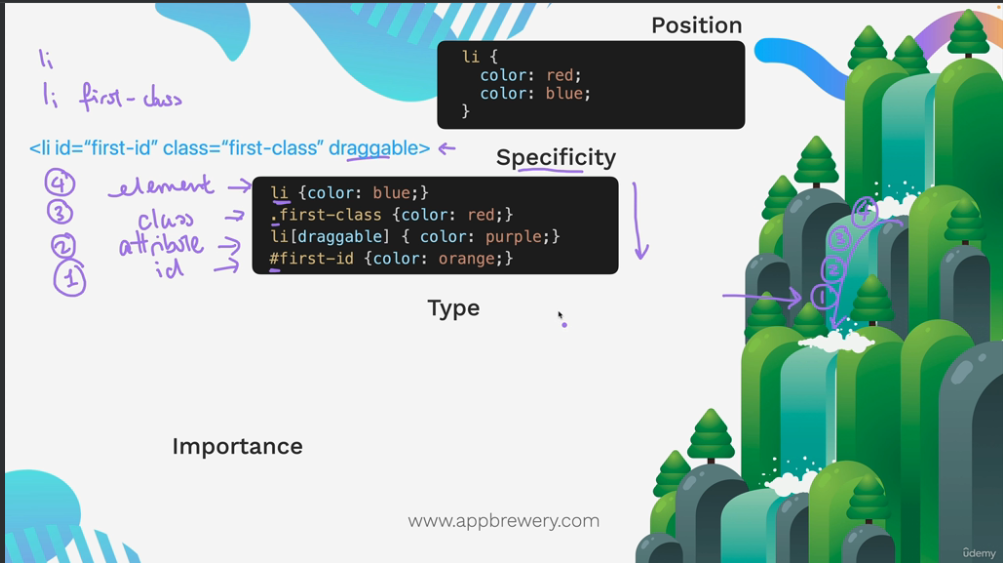 Position
li {
color: red;
color: blue;
}
li
li first-class
<li id=“first-id” class=“first-class” draggable>
Specificity
④ element li {color: blue;}
③ class .first-class {color: red;}
② attribute li[draggable] { color: purple;}
① id #first-id {color: orange;}
④
③
②
①
Type
Importance
www.appbrewery.com
ûdemy